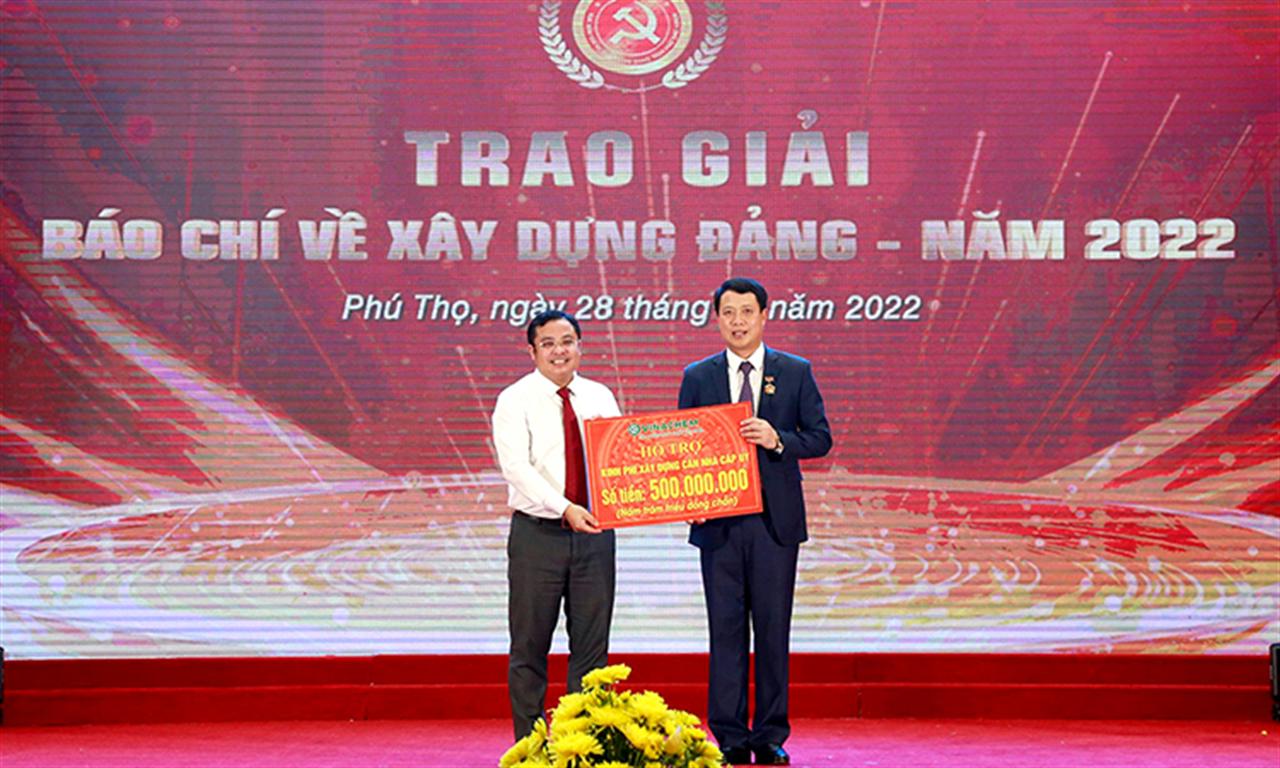 TRAO GIẢI
BÁO CHÍ VỀ XÂY DỰNG ĐẢNG - NĂM 2022
Phú Thọ, ngày 28 tháng năm 2022
VINACHEM
HỖ TRỢ
KINH PHÍ XÂY DỰNG CĂN NHÀ CẤP ỦY
Số tiền: 500.000.000
(Năm trăm triệu đồng chẵn)